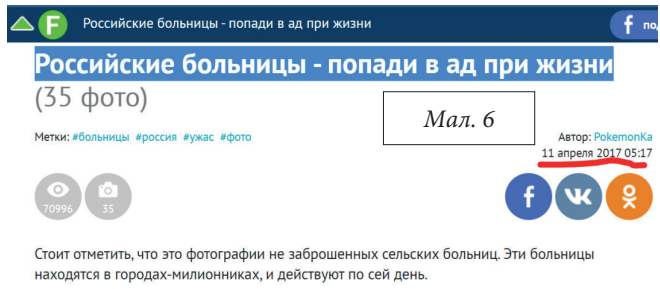 F Российские больницы - попади в ад при жизни f
Российские больницы - попади в ад при жизни
(35 фото)
Мал. 6
Метки: #больницы #россия #ужас #фото
Автор: PokemonKa
11 апреля 2017 05:17
70996 35
Стоит отметить, что это фотографии не заброшенных сельских больниц. Эти больницы
находятся в городах-милионниках, и действуют по сей день.